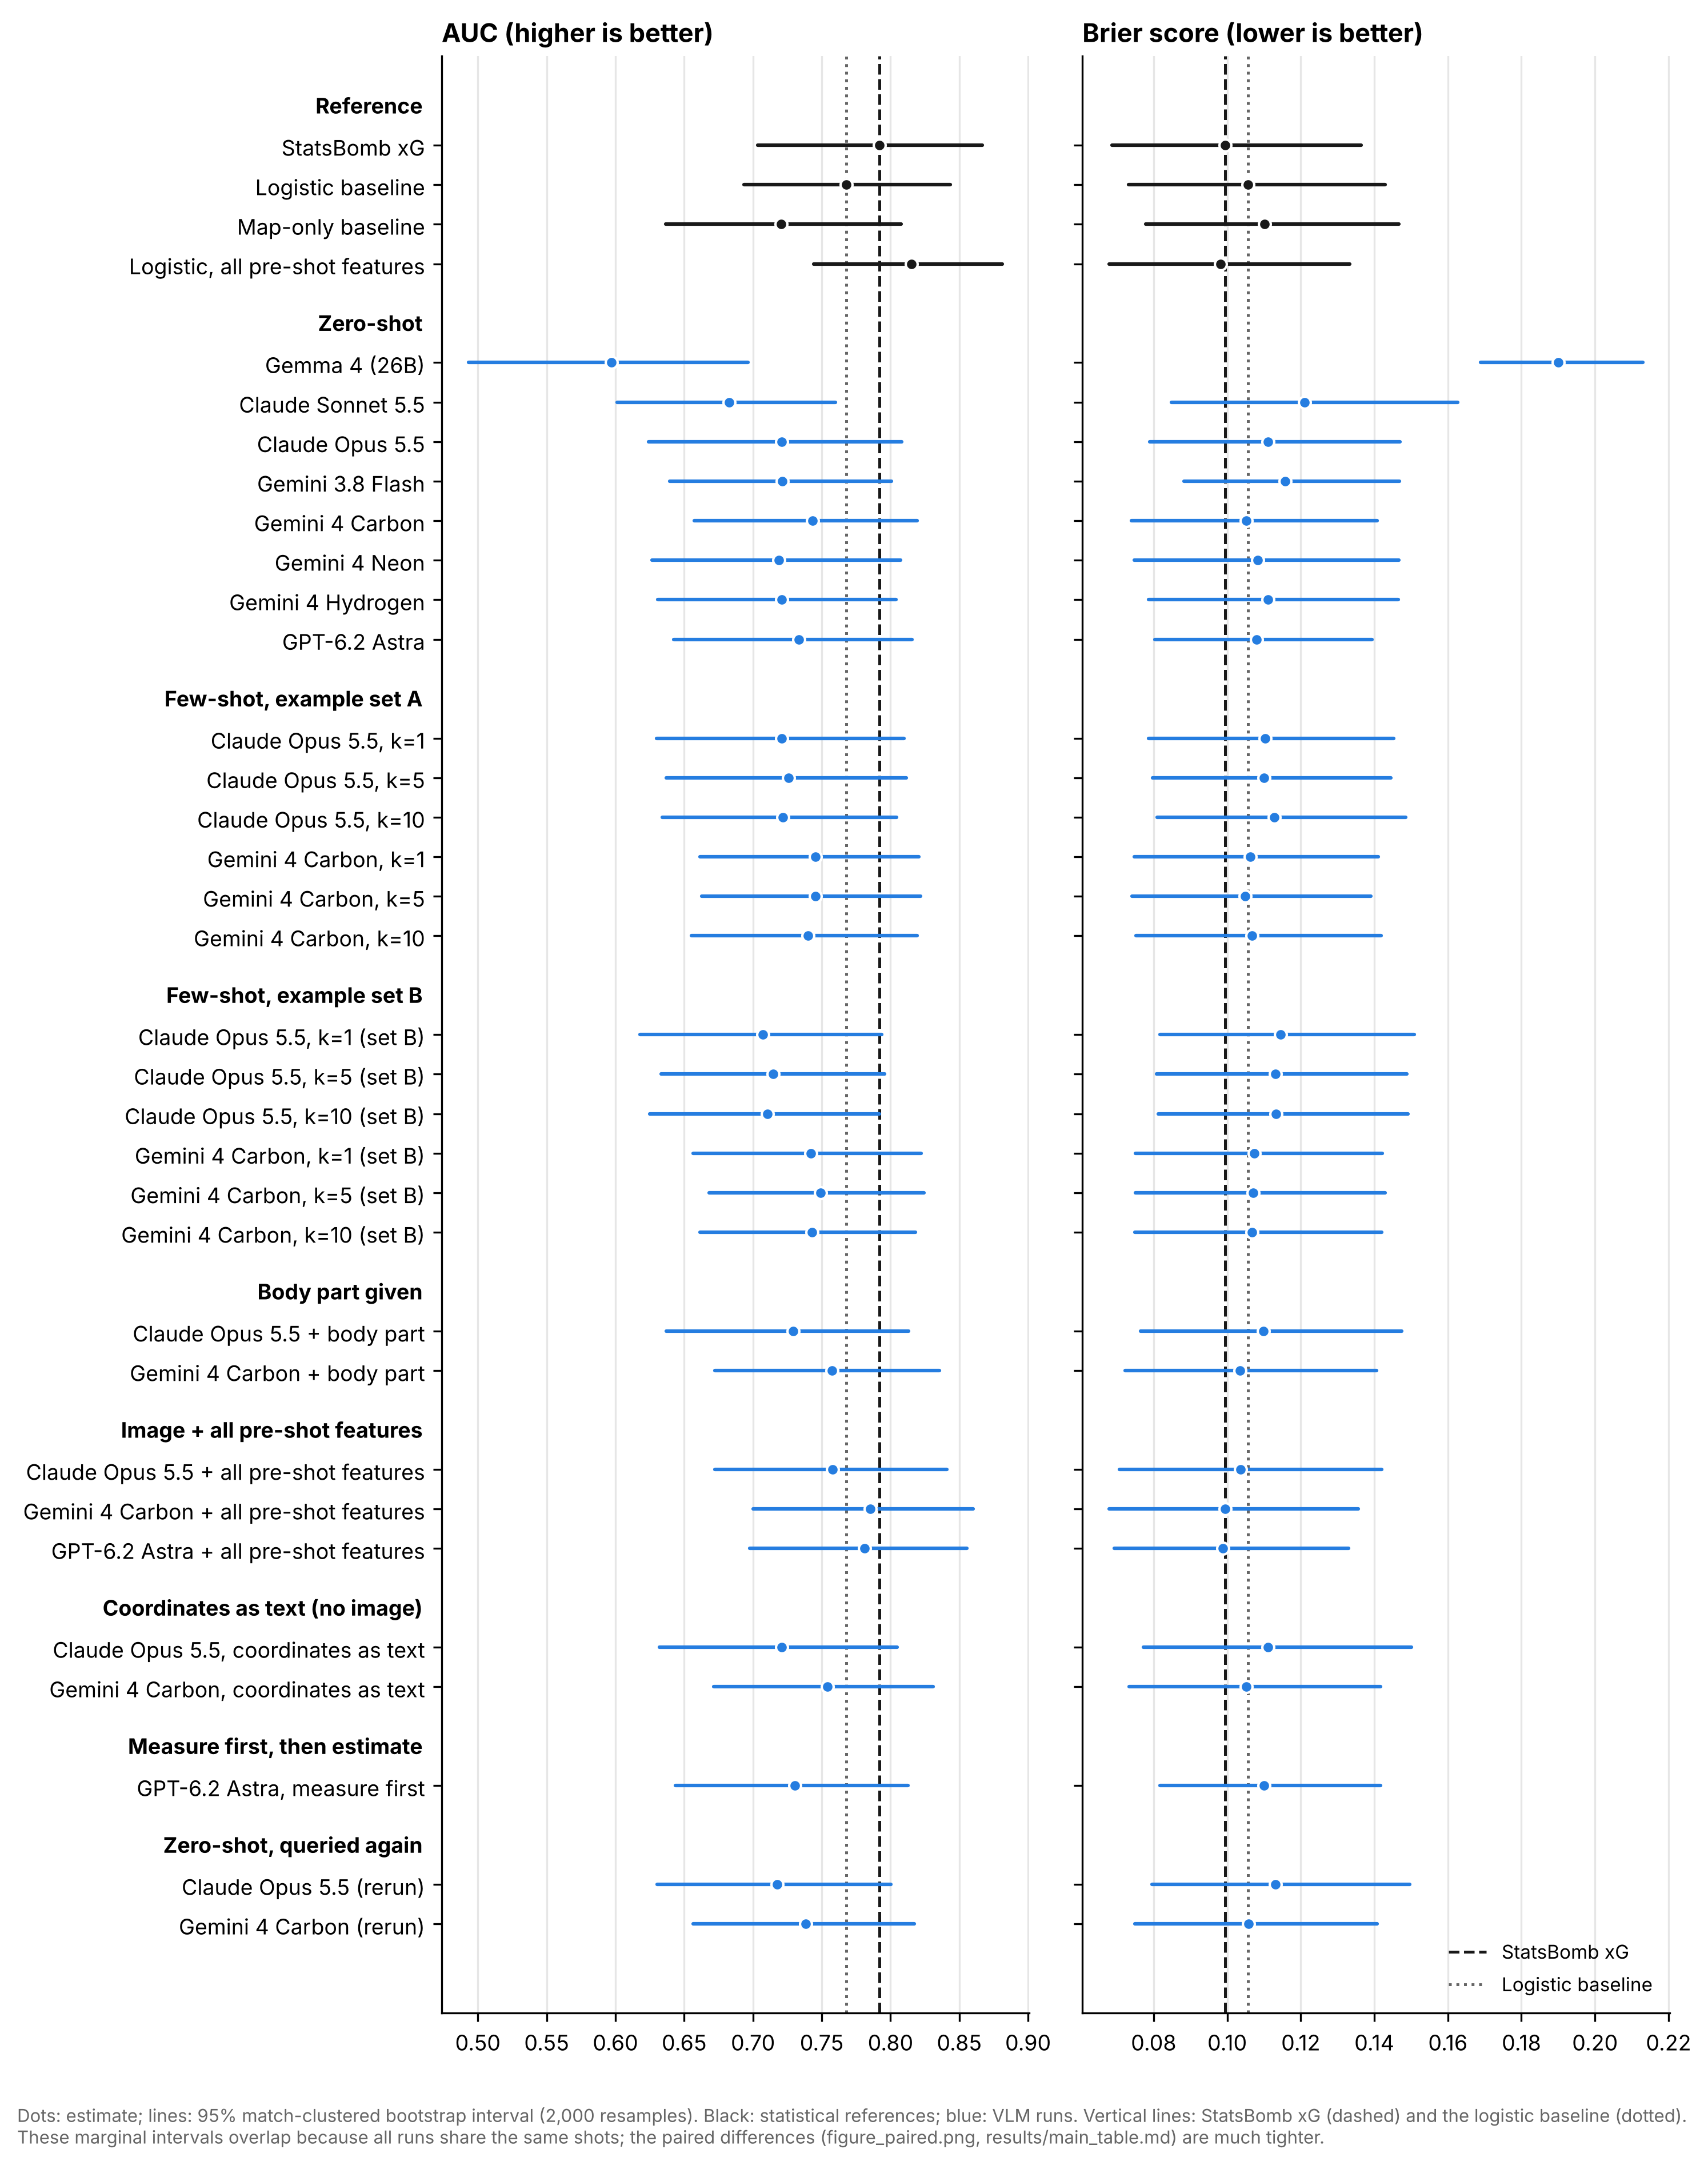 AUC (higher is better)
Brier score (lower is better)
Reference
StatsBomb xG
Logistic baseline
Map-only baseline
Logistic, all pre-shot features
Zero-shot
Gemma 4 (26B)
Claude Sonnet 5.5
Claude Opus 5.5
Gemini 3.8 Flash
Gemini 4 Carbon
Gemini 4 Neon
Gemini 4 Hydrogen
GPT-6.2 Astra
Few-shot, example set A
Claude Opus 5.5, k=1
Claude Opus 5.5, k=5
Claude Opus 5.5, k=10
Gemini 4 Carbon, k=1
Gemini 4 Carbon, k=5
Gemini 4 Carbon, k=10
Few-shot, example set B
Claude Opus 5.5, k=1 (set B)
Claude Opus 5.5, k=5 (set B)
Claude Opus 5.5, k=10 (set B)
Gemini 4 Carbon, k=1 (set B)
Gemini 4 Carbon, k=5 (set B)
Gemini 4 Carbon, k=10 (set B)
Body part given
Claude Opus 5.5 + body part
Gemini 4 Carbon + body part
Image + all pre-shot features
Claude Opus 5.5 + all pre-shot features
Gemini 4 Carbon + all pre-shot features
GPT-6.2 Astra + all pre-shot features
Coordinates as text (no image)
Claude Opus 5.5, coordinates as text
Gemini 4 Carbon, coordinates as text
Measure first, then estimate
GPT-6.2 Astra, measure first
Zero-shot, queried again
Claude Opus 5.5 (rerun)
Gemini 4 Carbon (rerun)
StatsBomb xG
Logistic baseline
0.50 0.55 0.60 0.65 0.70 0.75 0.80 0.85 0.90
0.08 0.10 0.12 0.14 0.16 0.18 0.20 0.22
Dots: estimate; lines: 95% match-clustered bootstrap interval (2,000 resamples). Black: statistical references; blue: VLM runs. Vertical lines: StatsBomb xG (dashed) and the logistic baseline (dotted).
These marginal intervals overlap because all runs share the same shots; the paired differences (figure_paired.png, results/main_table.md) are much tighter.